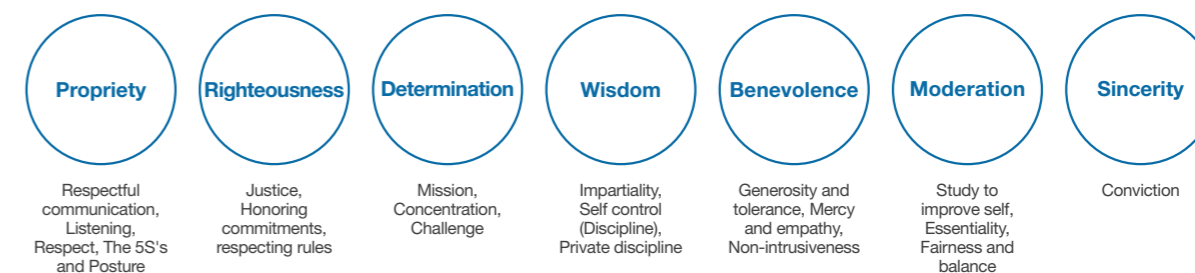 Propriety
Righteousness
Determination
Wisdom
Benevolence
Moderation
Sincerity
Respectful
communication,
Listening,
Respect, The 5S's
and Posture
Justice,
Honoring
commitments,
respecting rules
Mission,
Concentration,
Challenge
Impartiality,
Self control
(Discipline),
Private discipline
Generosity and
tolerance, Mercy
and empathy,
Non-intrusiveness
Study to
improve self,
Essentiality,
Fairness and
balance
Conviction